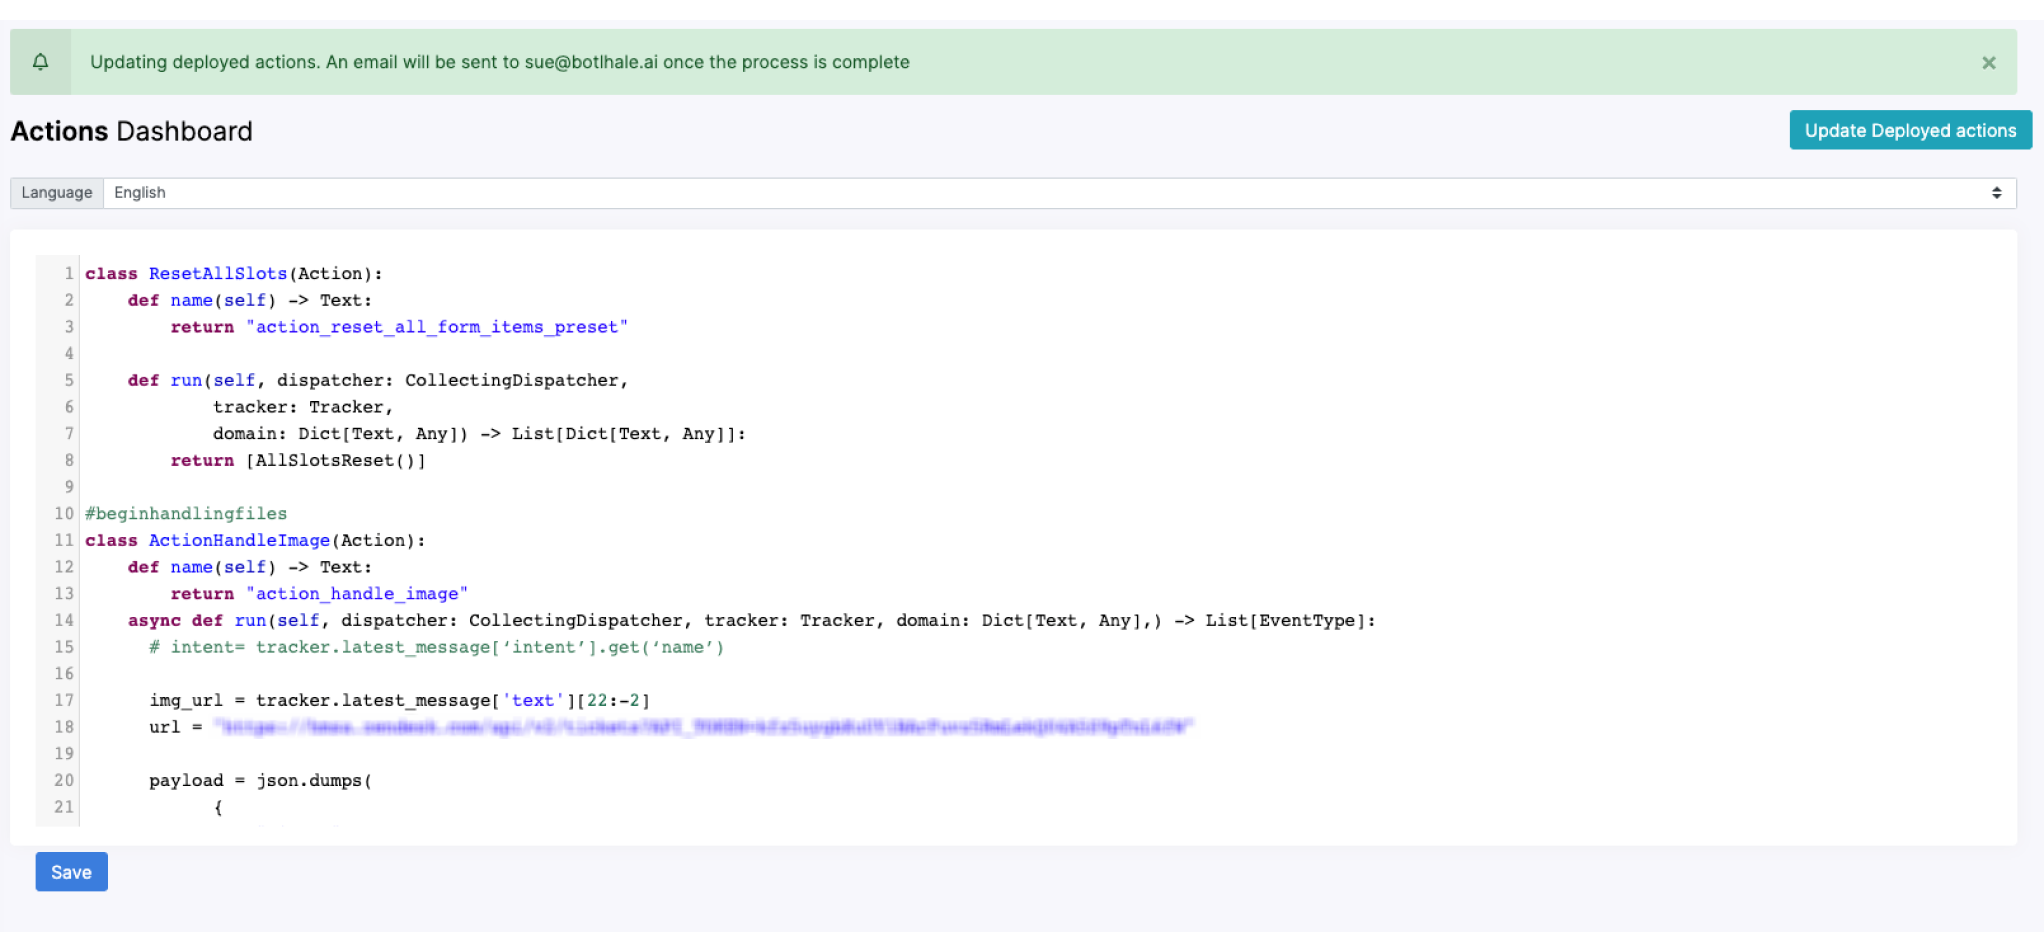 Updating deployed actions. An email will be sent to sue@botlhale.ai once the process is complete ×
Actions Dashboard
Update Deployed actions
Language English
1 class ResetAllSlots(Action):
2 def name(self) -> Text:
3 return "action_reset_all_form_items_preset"
4
5 def run(self, dispatcher: CollectingDispatcher,
6 tracker: Tracker,
7 domain: Dict[Text, Any]) -> List[Dict[Text, Any]]:
8 return [AllSlotsReset()]
9
10 #beginhandlingfiles
11 class ActionHandleImage(Action):
12 def name(self) -> Text:
13 return "action_handle_image"
14 async def run(self, dispatcher: CollectingDispatcher, tracker: Tracker, domain: Dict[Text, Any],) -> List[EventType]:
15 # intent= tracker.latest_message[‘intent’].get(‘name’)
16
17 img_url = tracker.latest_message['text'][22:-2]
18 url =
19
20 payload = json.dumps(
21 {
Save